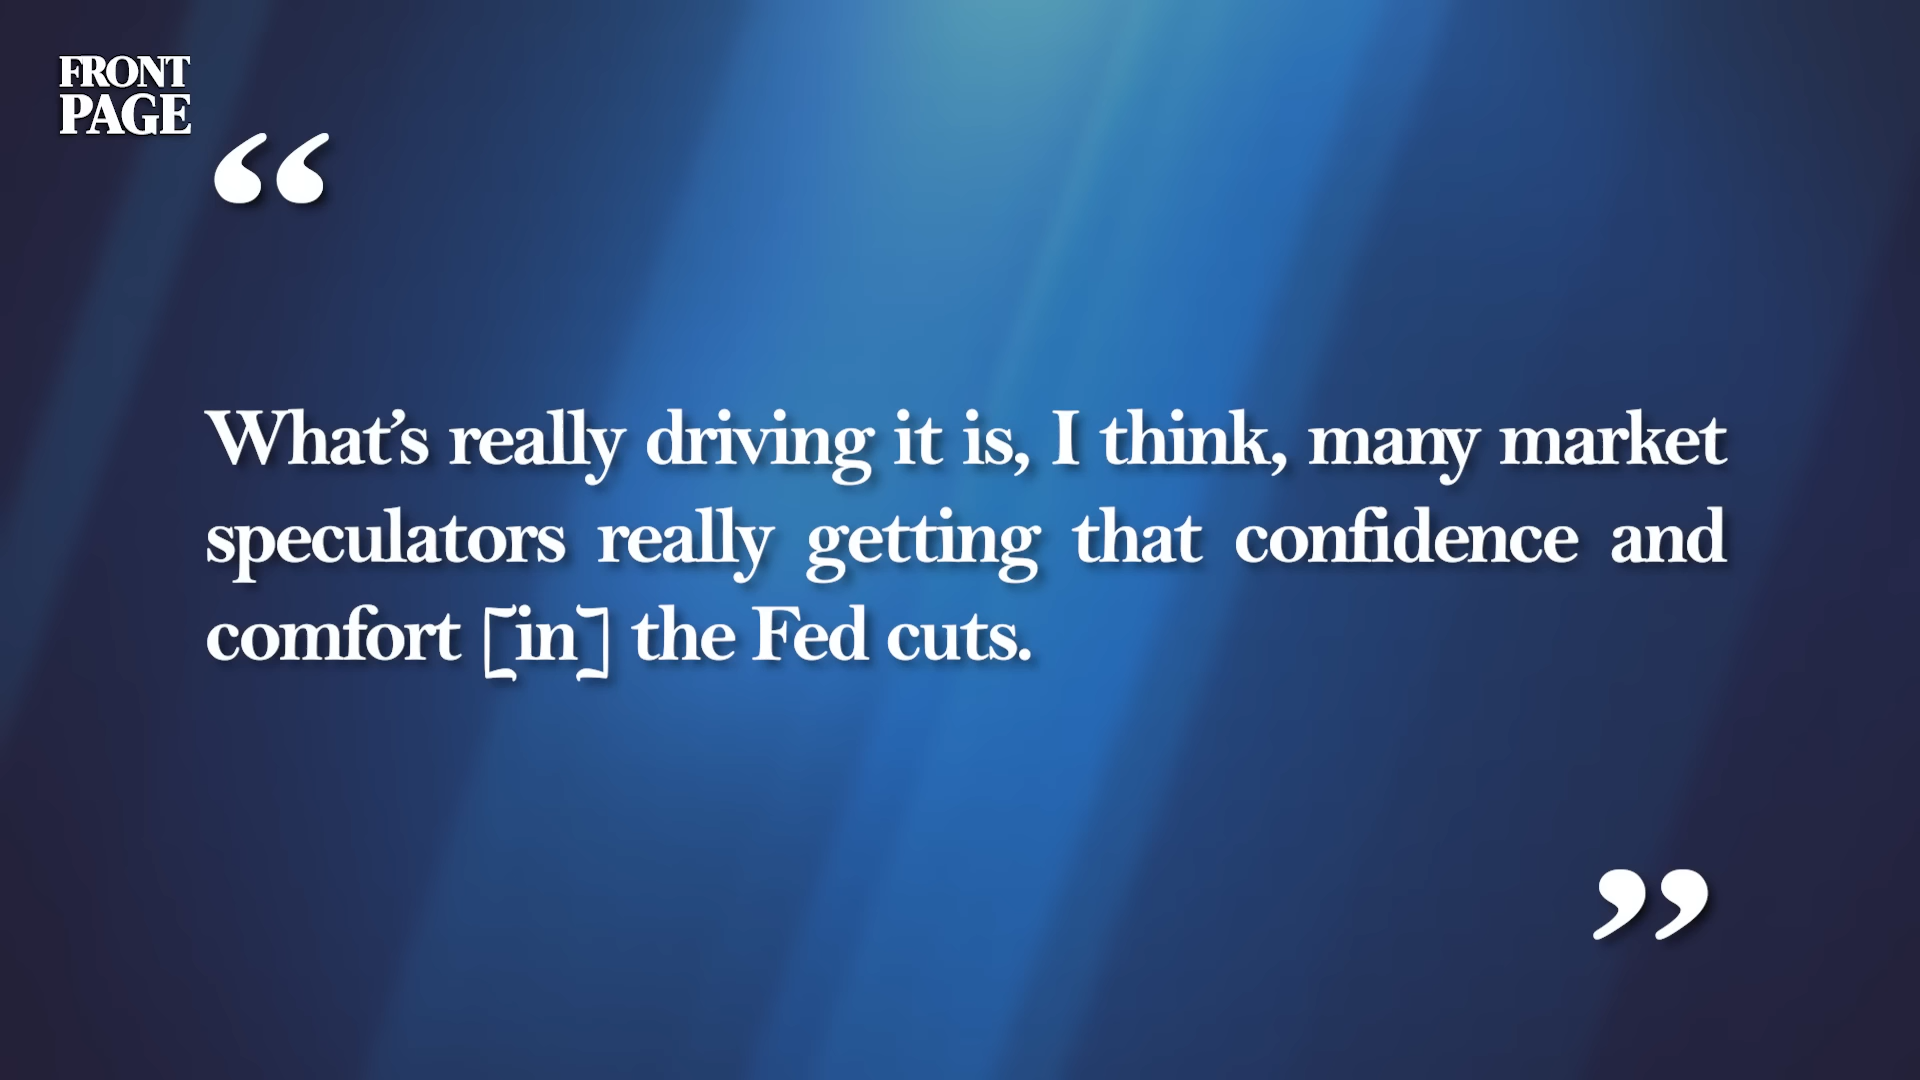 FRONT
PAGE
“
What’s really driving it is, I think, many market
speculators really getting that confidence and
comfort [in] the Fed cuts.
”